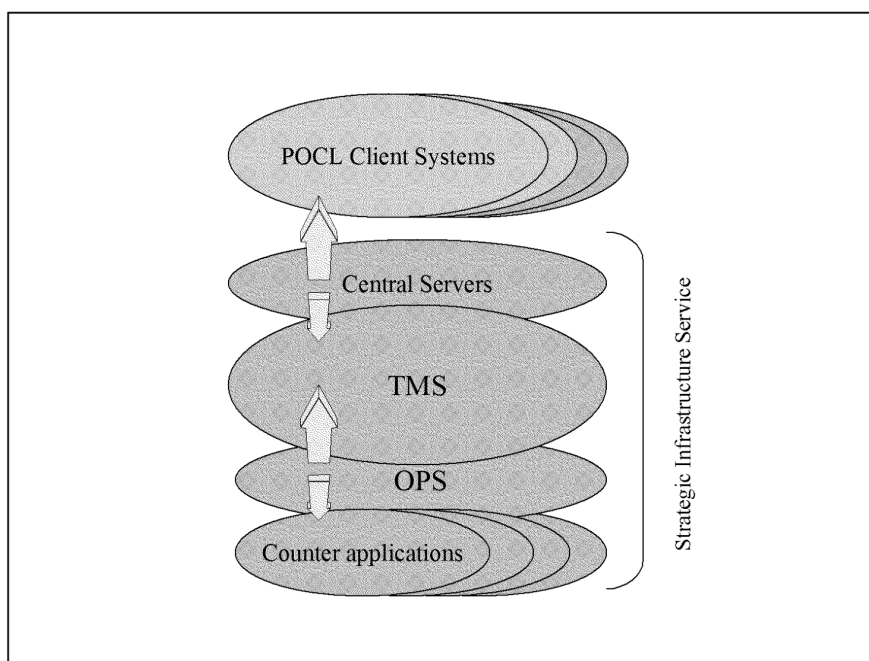 POCL Client Systems
Central Servers
TMS
OPS
Counter applications
Strategic Infrastructure Service